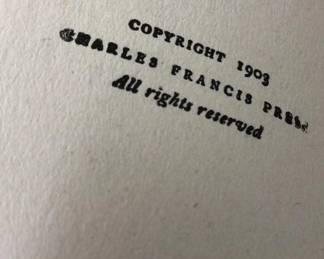 COPYRIGHT 1903
CHARLES FRANCIS PRESS
All rights reserved